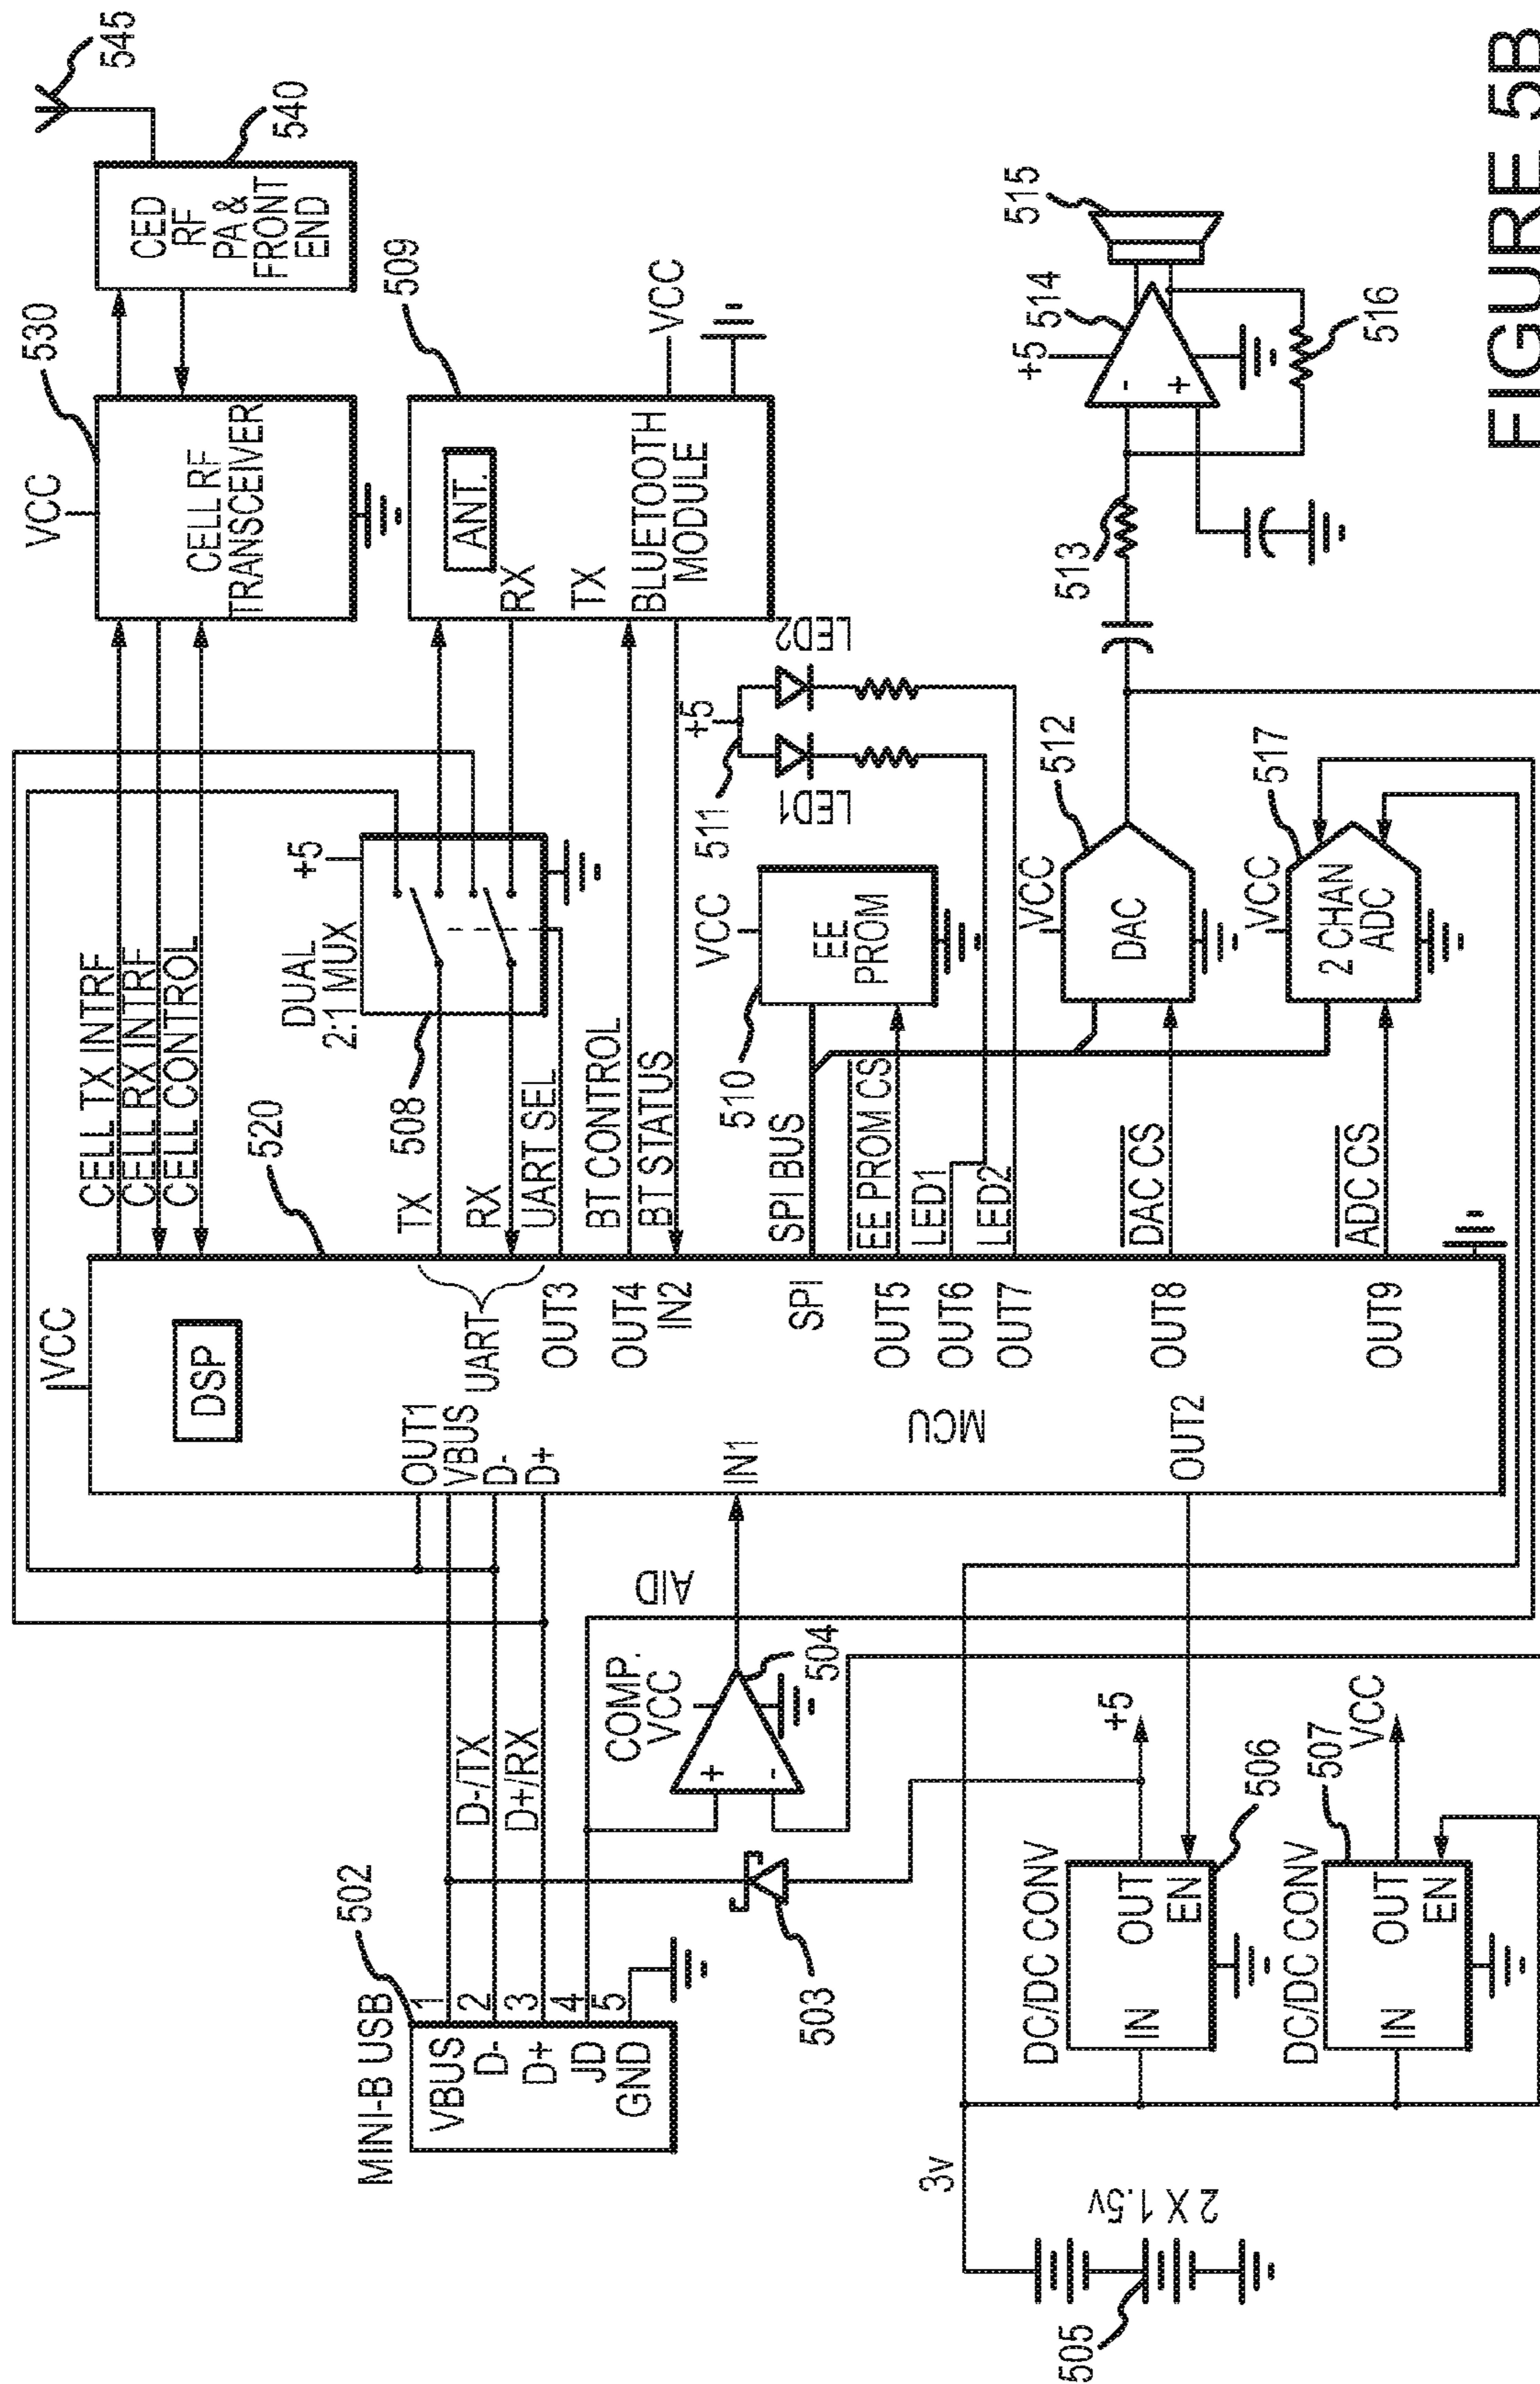 545
540
CED
RF
PA &
FRONT
END
530
VCC
CELL RF
TRANSCEIVER
509
ANT.
RX
TX
BLUETOOTH
MODULE
VCC
CELL TX INTRF
CELL RX INTRF
CELL CONTROL
520
DUAL
2:1 MUX
+5
508
TX
RX
UART SEL
BT CONTROL
BT STATUS
VCC
DSP
OUT1
VBUS
D-
D+
UART
OUT3
OUT4
IN2
IN1
MCU
SPI
OUT5
OUT6
OUT7
OUT8
OUT9
OUT2
SPI BUS
EE PROM CS
LED1
LED2
DAC CS
ADC CS
510
VCC
EE
PROM
511
+5
LED1
LED2
512
VCC
DAC
517
VCC
2 CHAN
ADC
513
+5
514
-
+
515
516
MINI-B USB
502
VBUS
D-
D+
JD
GND
1
2
3
4
5
D-/TX
D+/RX
COMP.
VCC
+
-
504
AID
503
3v
2 X 1.5v
505
DC/DC CONV
IN
OUT
EN
506
+5
DC/DC CONV
IN
OUT
EN
507
VCC
FIGURE 5B